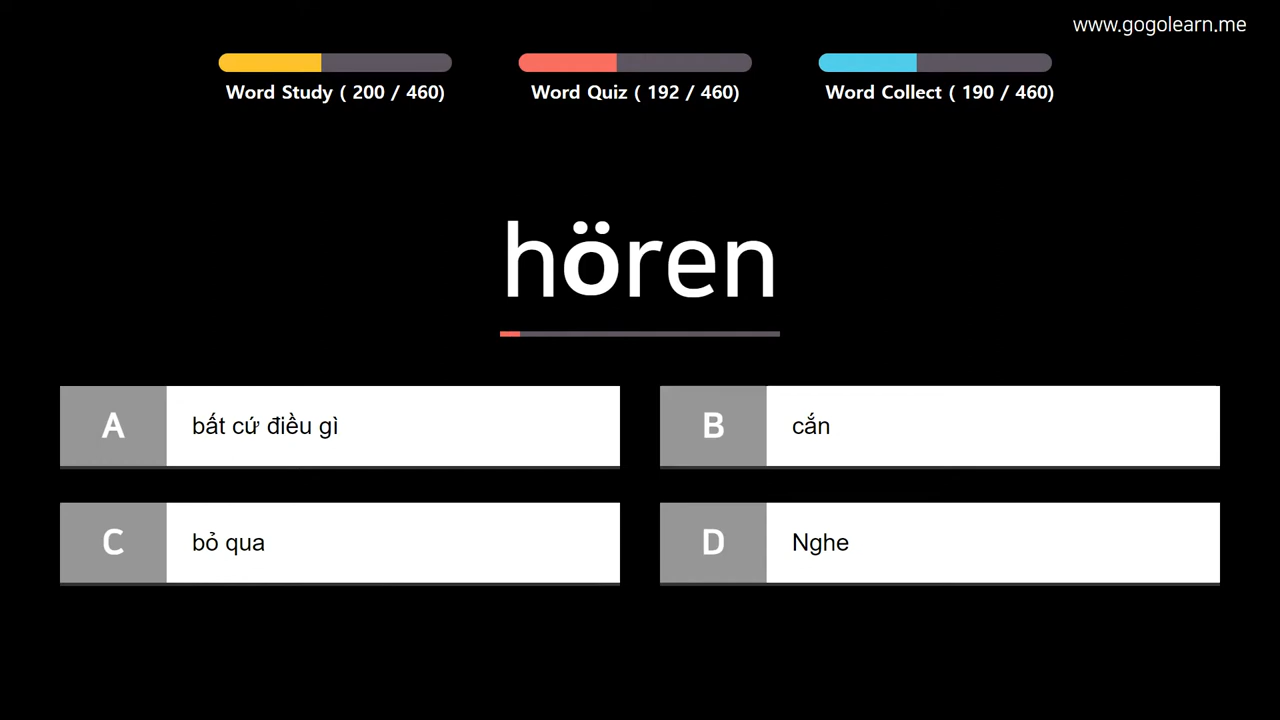 www.gogolearn.me
Word Study ( 200 / 460)
Word Quiz ( 192 / 460)
Word Collect ( 190 / 460)
hören
A bất cứ điều gì
B cắn
C bỏ qua
D Nghe